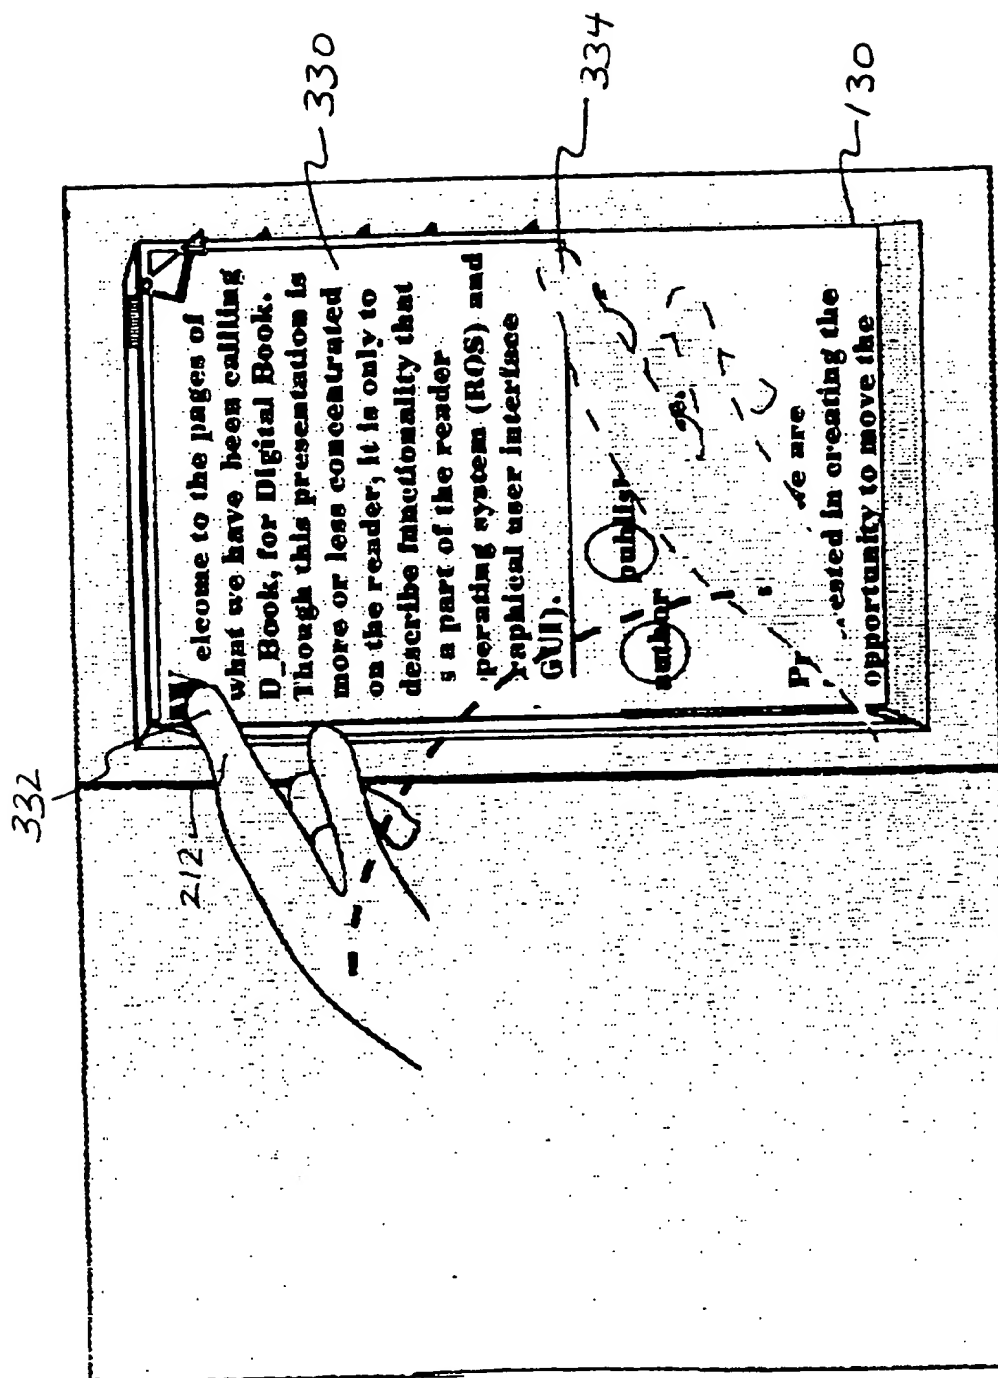 elcome to the pages of
what we have been callling
D_Book, for Digital Book.
Though this presentation is
more or less concentrated
on the reader, it is only to
describe functionality that
s a part of the reader
perating system (ROS) and
raphical user interface
GUI).
author publish
Pr we are
ested in creating the
opportunity to move the
330
334
130
332
212